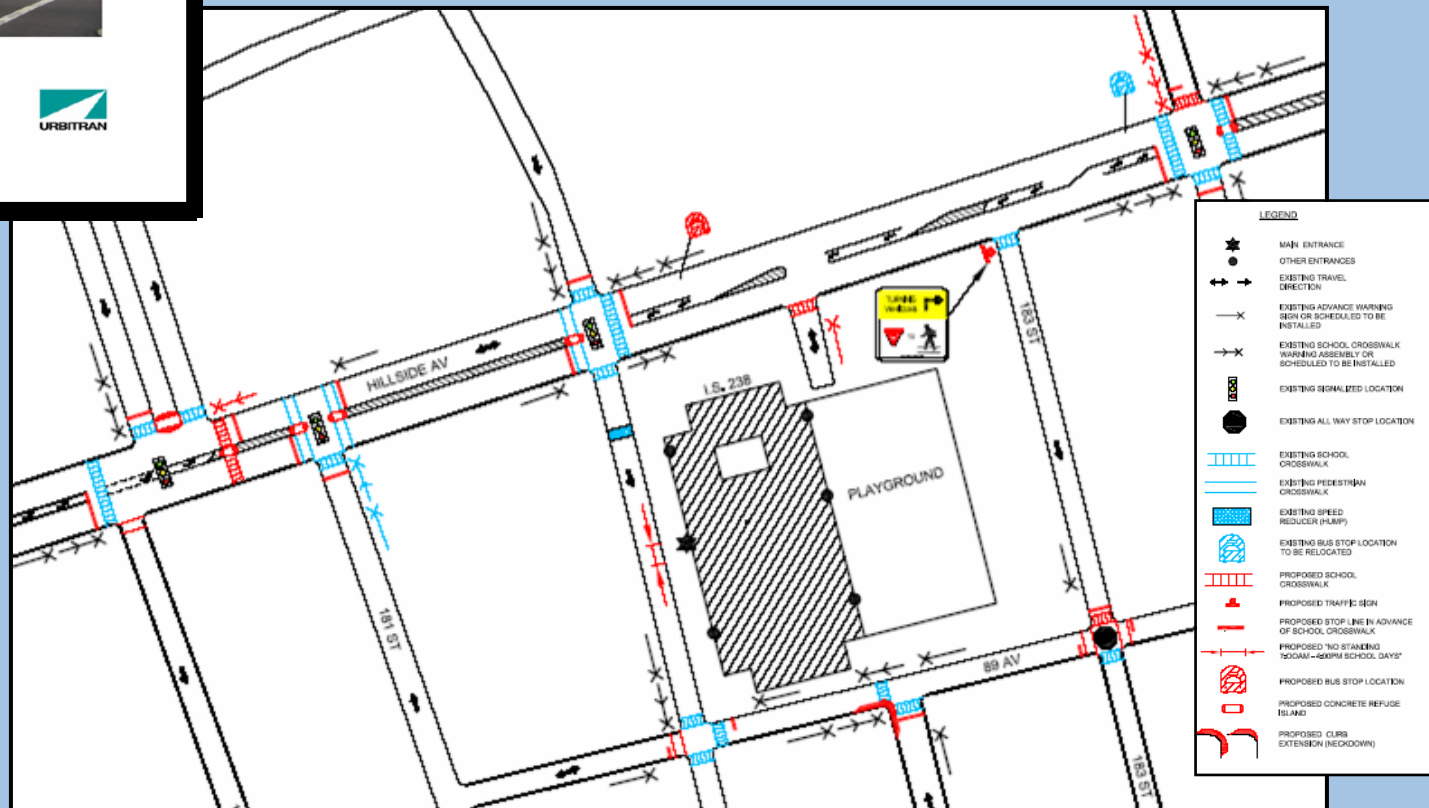 URBITRAN
HILLSIDE AV
I.S. 238
PLAYGROUND
181 ST
183 ST
89 AV
183 ST
TURNING
VEHICLES
LEGEND
MAIN ENTRANCE
OTHER ENTRANCES
EXISTING TRAVEL
DIRECTION
EXISTING ADVANCE WARNING
SIGN OR SCHEDULED TO BE
INSTALLED
EXISTING SCHOOL CROSSWALK
WARNING ASSEMBLY OR
SCHEDULED TO BE INSTALLED
EXISTING SIGNALIZED LOCATION
EXISTING ALL WAY STOP LOCATION
EXISTING SCHOOL
CROSSWALK
EXISTING PEDESTRIAN
CROSSWALK
EXISTING SPEED
REDUCER (HUMP)
EXISTING BUS STOP LOCATION
TO BE RELOCATED
PROPOSED SCHOOL
CROSSWALK
PROPOSED TRAFFIC SIGN
PROPOSED STOP LINE IN ADVANCE
OF SCHOOL CROSSWALK
PROPOSED "NO STANDING
7:00AM-4:00PM SCHOOL DAYS"
PROPOSED BUS STOP LOCATION
PROPOSED CONCRETE REFUGE
ISLAND
PROPOSED CURB
EXTENSION (NECKDOWN)